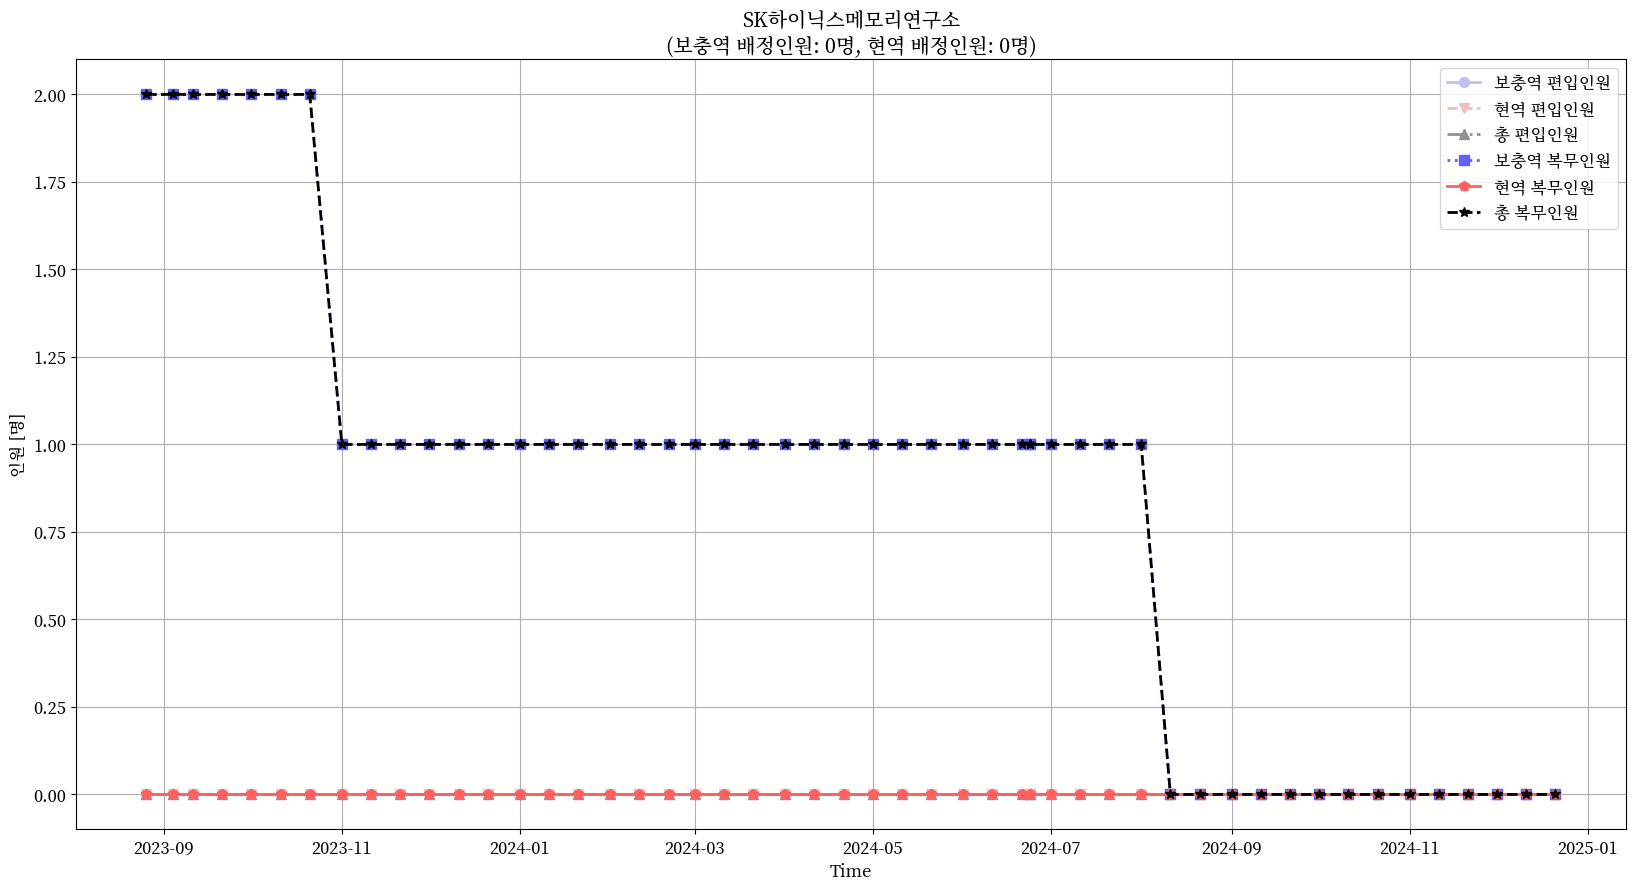 SK하이닉스메모리연구소
(보충역 배정인원: 0명, 현역 배정인원: 0명)
보충역 편입인원
현역 편입인원
총 편입인원
보충역 복무인원
현역 복무인원
총 복무인원
인원 [명]
2.00
1.75
1.50
1.25
1.00
0.75
0.50
0.25
0.00
2023-09
2023-11
2024-01
2024-03
2024-05
2024-07
2024-09
2024-11
2025-01
Time